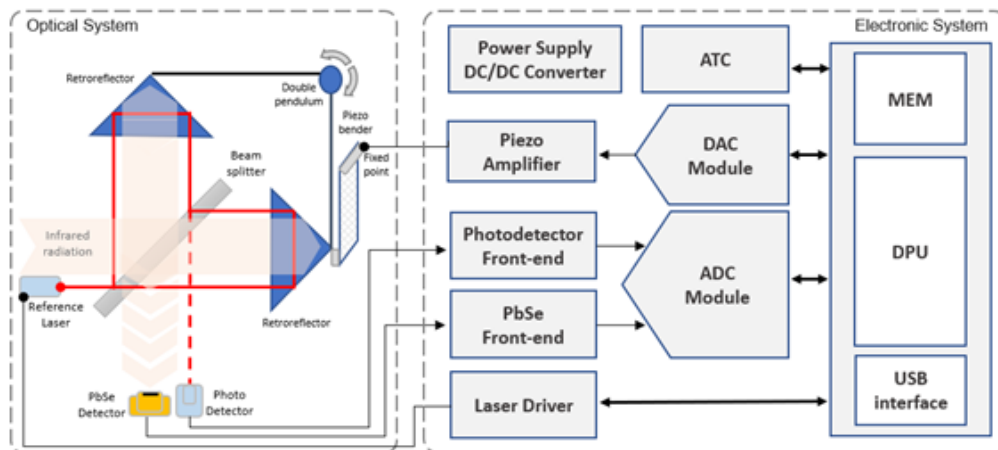 Optical System
Retroreflector
Double
pendulum
Piezo
bender
Fixed
point
Beam
splitter
Infrared
radiation
Reference
Laser
Retroreflector
PbSe
Detector
Photo
Detector
Electronic System
Power Supply
DC/DC Converter
ATC
MEM
Piezo
Amplifier
DAC
Module
DPU
Photodetector
Front-end
ADC
Module
PbSe
Front-end
Laser Driver
USB
interface